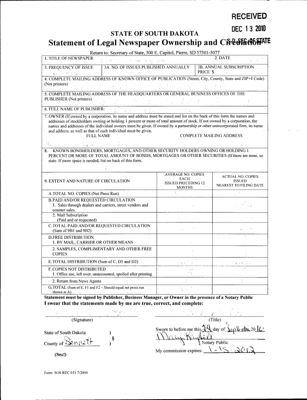 RECEIVED
DEC 13 2010
STATE OF SOUTH DAKOTA
Statement of Legal Newspaper Ownership and
Return to: Secretary of State, 500 E. Capitol, Pierre, SD 57501-5077
1. TITLE OF NEWSPAPER
2. DATE
3. FREQUENCY OF ISSUE
3A. NO. OF ISSUES PUBLISHED ANNUALLY
3B. ANNUAL SUBSCRIPTION
PRICE $
4. COMPLETE MAILING ADDRESS OF KNOWN OFFICE OF PUBLICATION (Street, City, County, State and ZIP+4 Code)
(Not printers)
5. COMPLETE MAILING ADDRESS OF THE HEADQUARTERS OR GENERAL BUSINESS OFFICES OF THE
PUBLISHER (Not printers)
6. FULL NAME OF PUBLISHER:
7. OWNER (If owned by a corporation, its name and address must be stated and also on the back of this form the names and
addresses of stockholders owning or holding 1 percent or more of total amount of stock. If not owned by a corporation, the
names and addresses of the individual owners must be given. If owned by a partnership or other unincorporated firm, its name
and address, as well as that of each individual must be given.
FULL NAME
COMPLETE MAILING ADDRESS
8. KNOWN BONDHOLDERS, MORTGAGES, AND OTHER SECURITY HOLDERS OWNING OR HOLDING 1
PERCENT OR MORE OF TOTAL AMOUNT OF BONDS, MORTGAGES OR OTHER SECURITIES (If there are none, so
state. If more space is needed, list on back of this form.
9. EXTENT AND NATURE OF CIRCULATION
AVERAGE NO. COPIES
EACH
ISSUED PRECEDING 12
MONTHS
ACTUAL NO. COPIES
ISSUED
NEAREST TO FILING DATE
A. TOTAL NO. COPIES (Net Press Run)
B. PAID AND/OR REQUESTED CIRCULATION
1. Sales through dealers and carriers, street vendors and
counter sales.
2. Mail Subscription
(Paid and/or requested)
C. TOTAL PAID AND/OR REQUESTED CIRCULATION
(Sum of 9B1 and 9B2)
D. FREE DISTRIBUTION
1. BY MAIL, CARRIER OR OTHER MEANS
2. SAMPLES, COMPLIMENTARY AND OTHER FREE
COPIES
E. TOTAL DISTRIBUTION (Sum of C, D1 and D2)
F. COPIES NOT DISTRIBUTED
1. Office use, left over, unaccounted, spoiled after printing
2. Return from News Agents
G. TOTAL (Sum of E, F1 and F2 - Should equal net press run
shown in A)
Statement must be signed by Publisher, Business Manager, or Owner in the presence of a Notary Public
I swear that the statements made by me are true, correct, and complete:
(Signature)
(Title)
State of South Dakota )
Sworn to before me this 24 day of September 2010
County of Bennett )
Notary Public
(Seal)
My commission expires: 1-15-2012